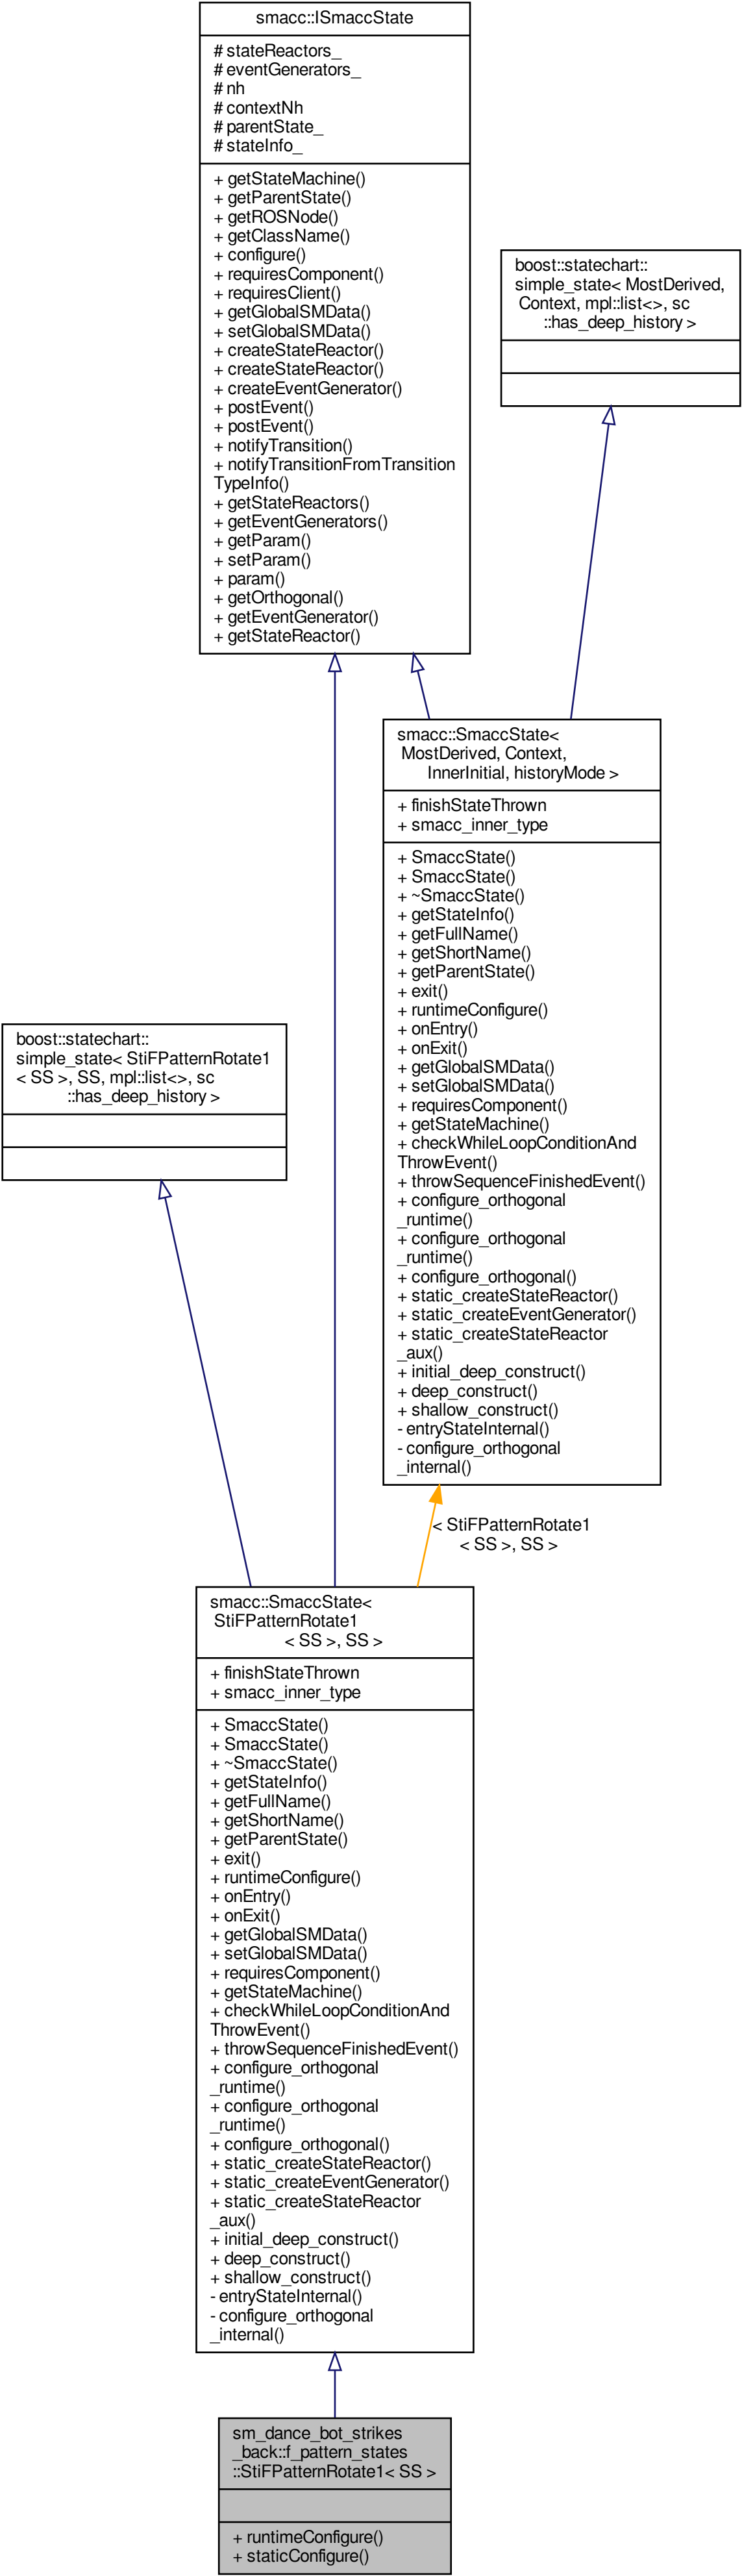 smacc::ISmaccState
# stateReactors_
# eventGenerators_
# nh
# contextNh
# parentState_
# stateInfo_
+ getStateMachine()
+ getParentState()
+ getROSNode()
+ getClassName()
+ configure()
+ requiresComponent()
+ requiresClient()
+ getGlobalSMData()
+ setGlobalSMData()
+ createStateReactor()
+ createStateReactor()
+ createEventGenerator()
+ postEvent()
+ postEvent()
+ notifyTransition()
+ notifyTransitionFromTransition
TypeInfo()
+ getStateReactors()
+ getEventGenerators()
+ getParam()
+ setParam()
+ param()
+ getOrthogonal()
+ getEventGenerator()
+ getStateReactor()
boost::statechart::
simple_state< MostDerived,
Context, mpl::list<>, sc
::has_deep_history >
smacc::SmaccState<
MostDerived, Context,
InnerInitial, historyMode >
+ finishStateThrown
+ smacc_inner_type
+ SmaccState()
+ SmaccState()
+ ~SmaccState()
+ getStateInfo()
+ getFullName()
+ getShortName()
+ getParentState()
+ exit()
+ runtimeConfigure()
+ onEntry()
+ onExit()
+ getGlobalSMData()
+ setGlobalSMData()
+ requiresComponent()
+ getStateMachine()
+ checkWhileLoopConditionAnd
ThrowEvent()
+ throwSequenceFinishedEvent()
+ configure_orthogonal
_runtime()
+ configure_orthogonal
_runtime()
+ configure_orthogonal()
+ static_createStateReactor()
+ static_createEventGenerator()
+ static_createStateReactor
_aux()
+ initial_deep_construct()
+ deep_construct()
+ shallow_construct()
- entryStateInternal()
- configure_orthogonal
_internal()
boost::statechart::
simple_state< StiFPatternRotate1
< SS >, SS, mpl::list<>, sc
::has_deep_history >
< StiFPatternRotate1
< SS >, SS >
smacc::SmaccState<
StiFPatternRotate1
< SS >, SS >
+ finishStateThrown
+ smacc_inner_type
+ SmaccState()
+ SmaccState()
+ ~SmaccState()
+ getStateInfo()
+ getFullName()
+ getShortName()
+ getParentState()
+ exit()
+ runtimeConfigure()
+ onEntry()
+ onExit()
+ getGlobalSMData()
+ setGlobalSMData()
+ requiresComponent()
+ getStateMachine()
+ checkWhileLoopConditionAnd
ThrowEvent()
+ throwSequenceFinishedEvent()
+ configure_orthogonal
_runtime()
+ configure_orthogonal
_runtime()
+ configure_orthogonal()
+ static_createStateReactor()
+ static_createEventGenerator()
+ static_createStateReactor
_aux()
+ initial_deep_construct()
+ deep_construct()
+ shallow_construct()
- entryStateInternal()
- configure_orthogonal
_internal()
sm_dance_bot_strikes
_back::f_pattern_states
::StiFPatternRotate1< SS >
+ runtimeConfigure()
+ staticConfigure()